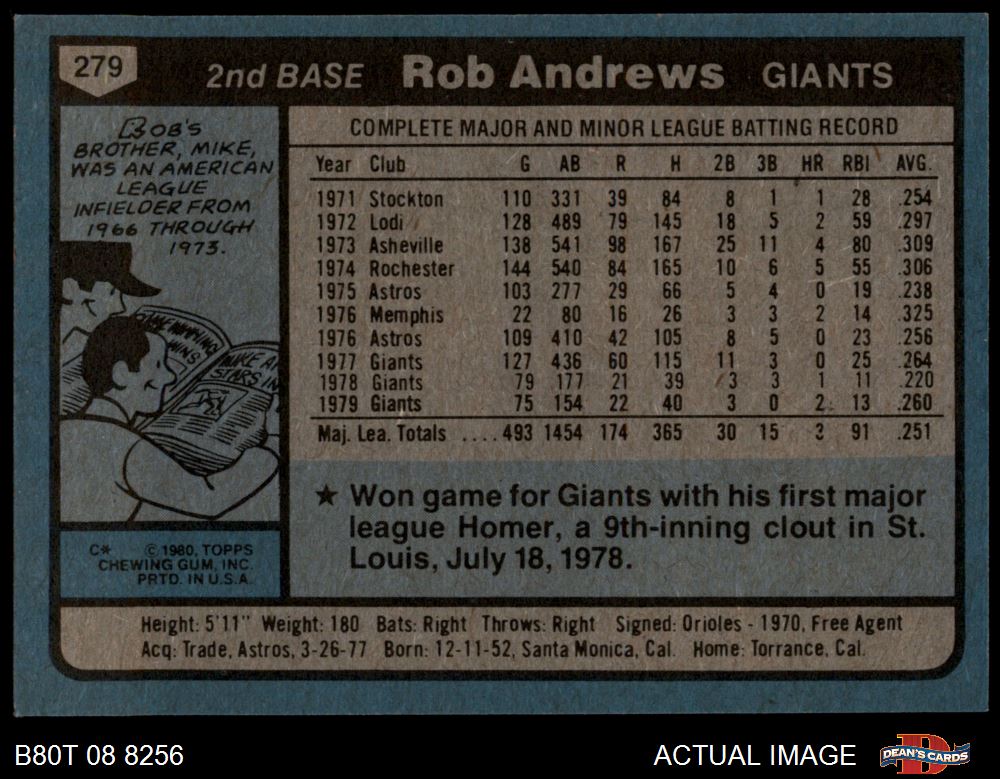 279
2nd BASE Rob Andrews GIANTS
BOB'S
BROTHER, MIKE,
WAS AN AMERICAN
LEAGUE
INFIELDER FROM
1966 THROUGH
1973.
WINS
MAKE A
STARS IN
C* © 1980, TOPPS
CHEWING GUM, INC.
PRTD. IN U.S.A.
COMPLETE MAJOR AND MINOR LEAGUE BATTING RECORD
Year Club G AB R H 2B 3B HR RBI AVG.
1971 Stockton 110 331 39 84 8 1 1 28 .254
1972 Lodi 128 489 79 145 18 5 2 59 .297
1973 Asheville 138 541 98 167 25 11 4 80 .309
1974 Rochester 144 540 84 165 10 6 5 55 .306
1975 Astros 103 277 29 66 5 4 0 19 .238
1976 Memphis 22 80 16 26 3 3 2 14 .325
1976 Astros 109 410 42 105 8 5 0 23 .256
1977 Giants 127 436 60 115 11 3 0 25 .264
1978 Giants 79 177 21 39 3 3 1 11 .220
1979 Giants 75 154 22 40 3 0 2 13 .260
Maj. Lea. Totals .... 493 1454 174 365 30 15 3 91 .251
★ Won game for Giants with his first major
league Homer, a 9th-inning clout in St.
Louis, July 18, 1978.
Height: 5'11" Weight: 180 Bats: Right Throws: Right Signed: Orioles - 1970, Free Agent
Acq: Trade, Astros, 3-26-77 Born: 12-11-52, Santa Monica, Cal. Home: Torrance, Cal.
B80T 08 8256
ACTUAL IMAGE
DEAN'S CARDS